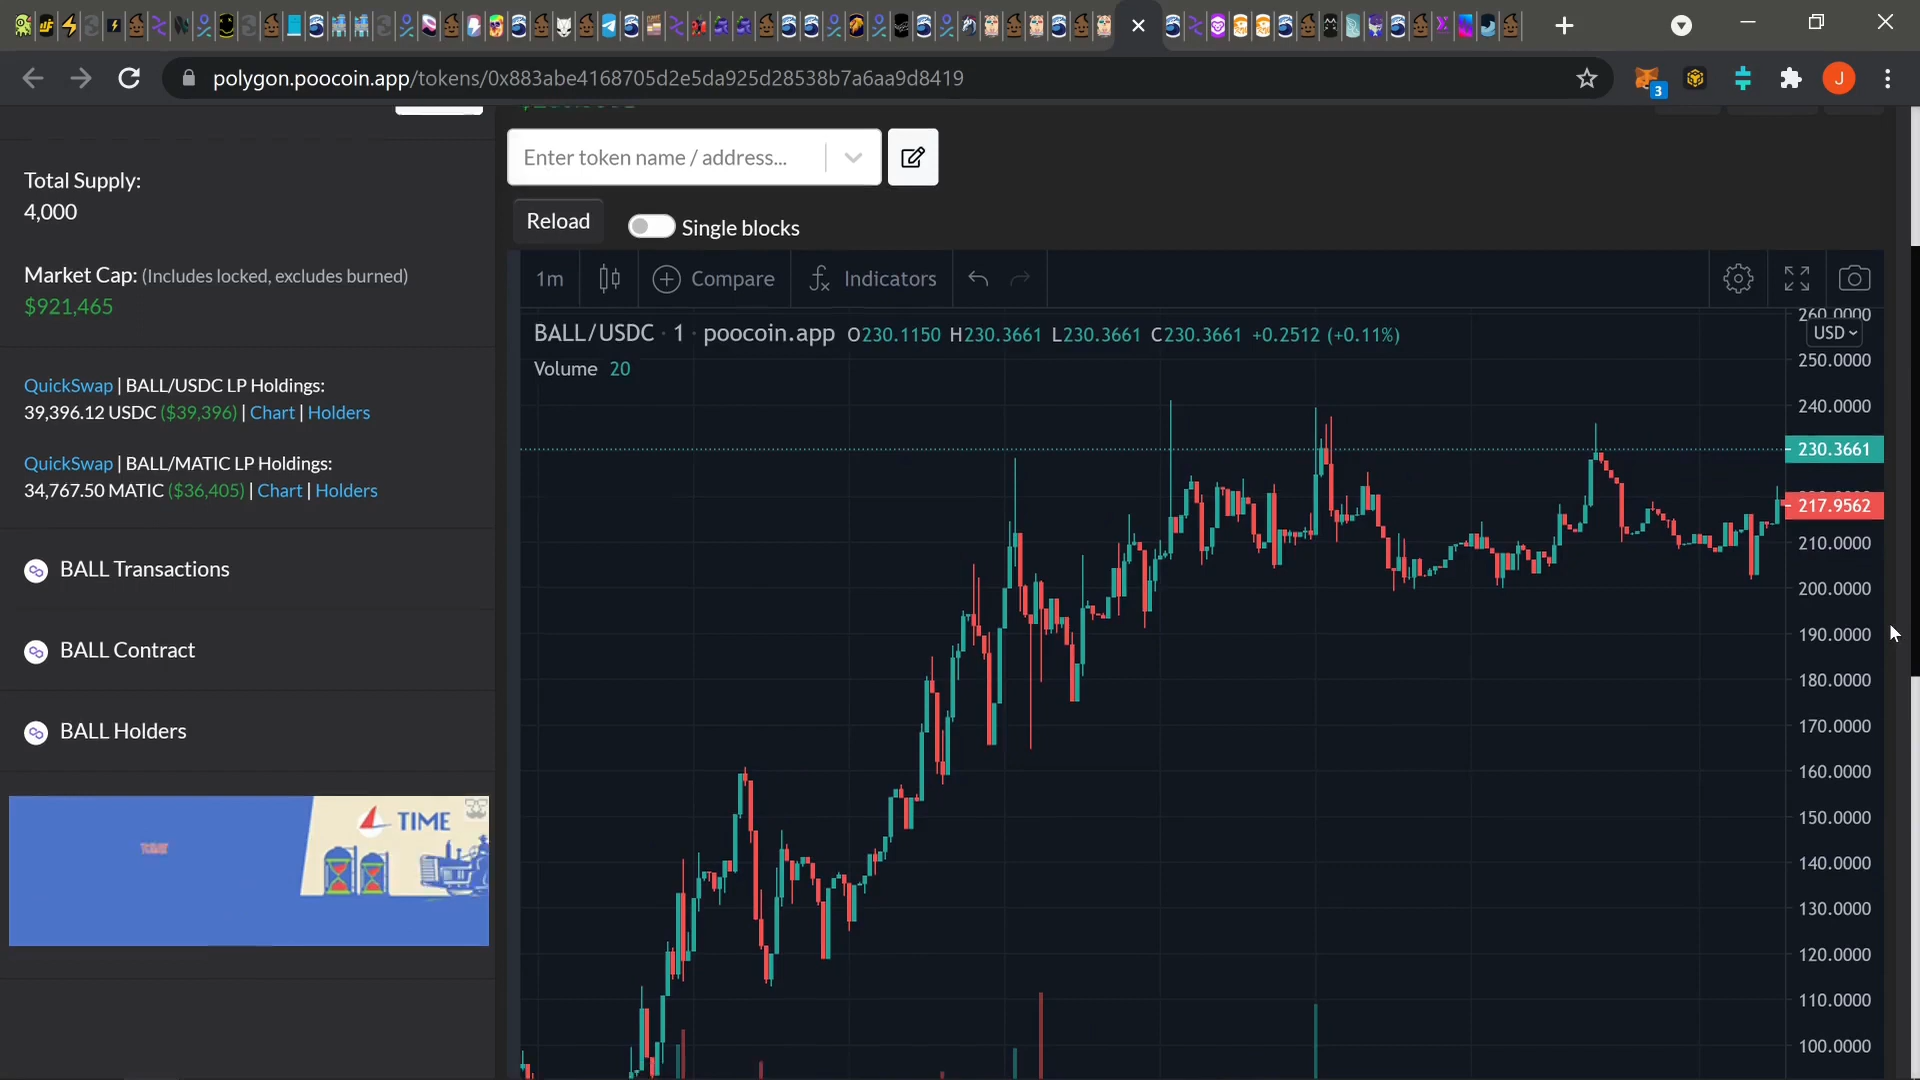 polygon.poocoin.app/tokens/0x883abe4168705d2e5da925d28538b7a6aa9d8419
3
J
Total Supply:
4,000
Market Cap: (Includes locked, excludes burned)
$921,465
QuickSwap | BALL/USDC LP Holdings:
39,396.12 USDC ($39,396) | Chart | Holders
QuickSwap | BALL/MATIC LP Holdings:
34,767.50 MATIC ($36,405) | Chart | Holders
BALL Transactions
BALL Contract
BALL Holders
TODAY
TIME
Enter token name / address...
Reload
Single blocks
1m
Compare
Indicators
BALL/USDC · 1 · poocoin.app O230.1150 H230.3661 L230.3661 C230.3661 +0.2512 (+0.11%)
Volume 20
260.0000
USD
250.0000
240.0000
230.3661
217.9562
210.0000
200.0000
190.0000
180.0000
170.0000
160.0000
150.0000
140.0000
130.0000
120.0000
110.0000
100.0000